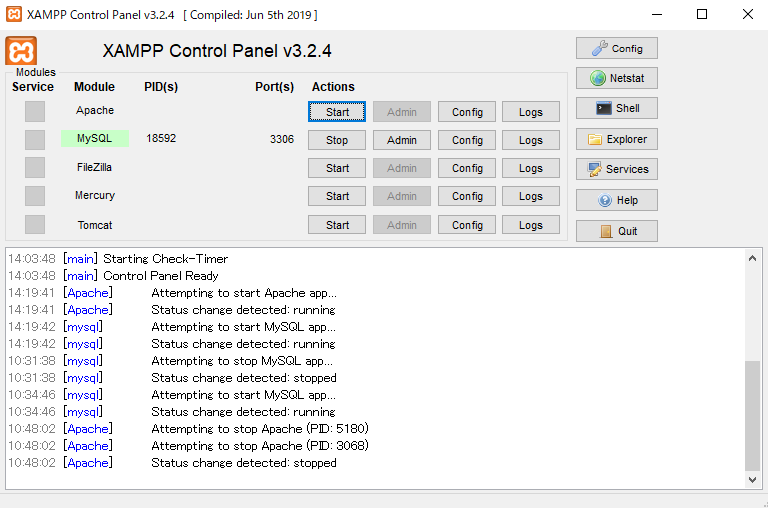 XAMPP Control Panel v3.2.4 [ Compiled: Jun 5th 2019 ]
XAMPP Control Panel v3.2.4
Config
Modules
Service Module PID(s) Port(s) Actions
Netstat
Apache Start Admin Config Logs
Shell
MySQL 18592 3306 Stop Admin Config Logs
Explorer
FileZilla Start Admin Config Logs
Services
Mercury Start Admin Config Logs
Help
Tomcat Start Admin Config Logs
Quit
14:03:48 [main] Starting Check-Timer
14:03:48 [main] Control Panel Ready
14:19:41 [Apache] Attempting to start Apache app...
14:19:41 [Apache] Status change detected: running
14:19:42 [mysql] Attempting to start MySQL app...
14:19:42 [mysql] Status change detected: running
10:31:38 [mysql] Attempting to stop MySQL app...
10:31:38 [mysql] Status change detected: stopped
10:34:46 [mysql] Attempting to start MySQL app...
10:34:46 [mysql] Status change detected: running
10:48:02 [Apache] Attempting to stop Apache (PID: 5180)
10:48:02 [Apache] Attempting to stop Apache (PID: 3068)
10:48:02 [Apache] Status change detected: stopped